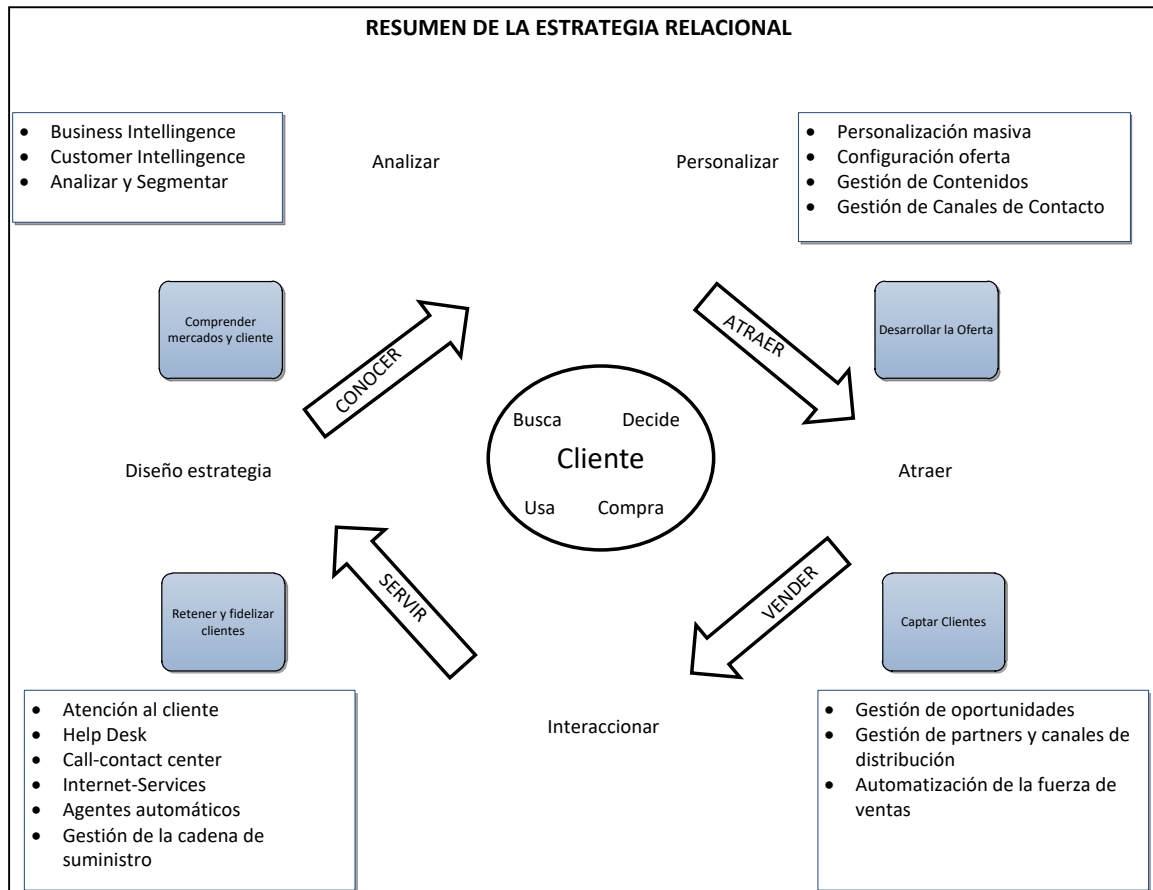 RESUMEN DE LA ESTRATEGIA RELACIONAL
• Business Intellingence
• Customer Intellingence
• Analizar y Segmentar
Analizar
Personalizar
• Personalización masiva
• Configuración oferta
• Gestión de Contenidos
• Gestión de Canales de Contacto
Comprender
mercados y cliente
CONOCER
ATRAER
Desarrollar la Oferta
Busca
Decide
Cliente
Usa
Compra
Diseño estrategia
Atraer
Retener y fidelizar
clientes
SERVIR
VENDER
Captar Clientes
• Atención al cliente
• Help Desk
• Call-contact center
• Internet-Services
• Agentes automáticos
• Gestión de la cadena de
suministro
Interaccionar
• Gestión de oportunidades
• Gestión de partners y canales de
distribución
• Automatización de la fuerza de
ventas